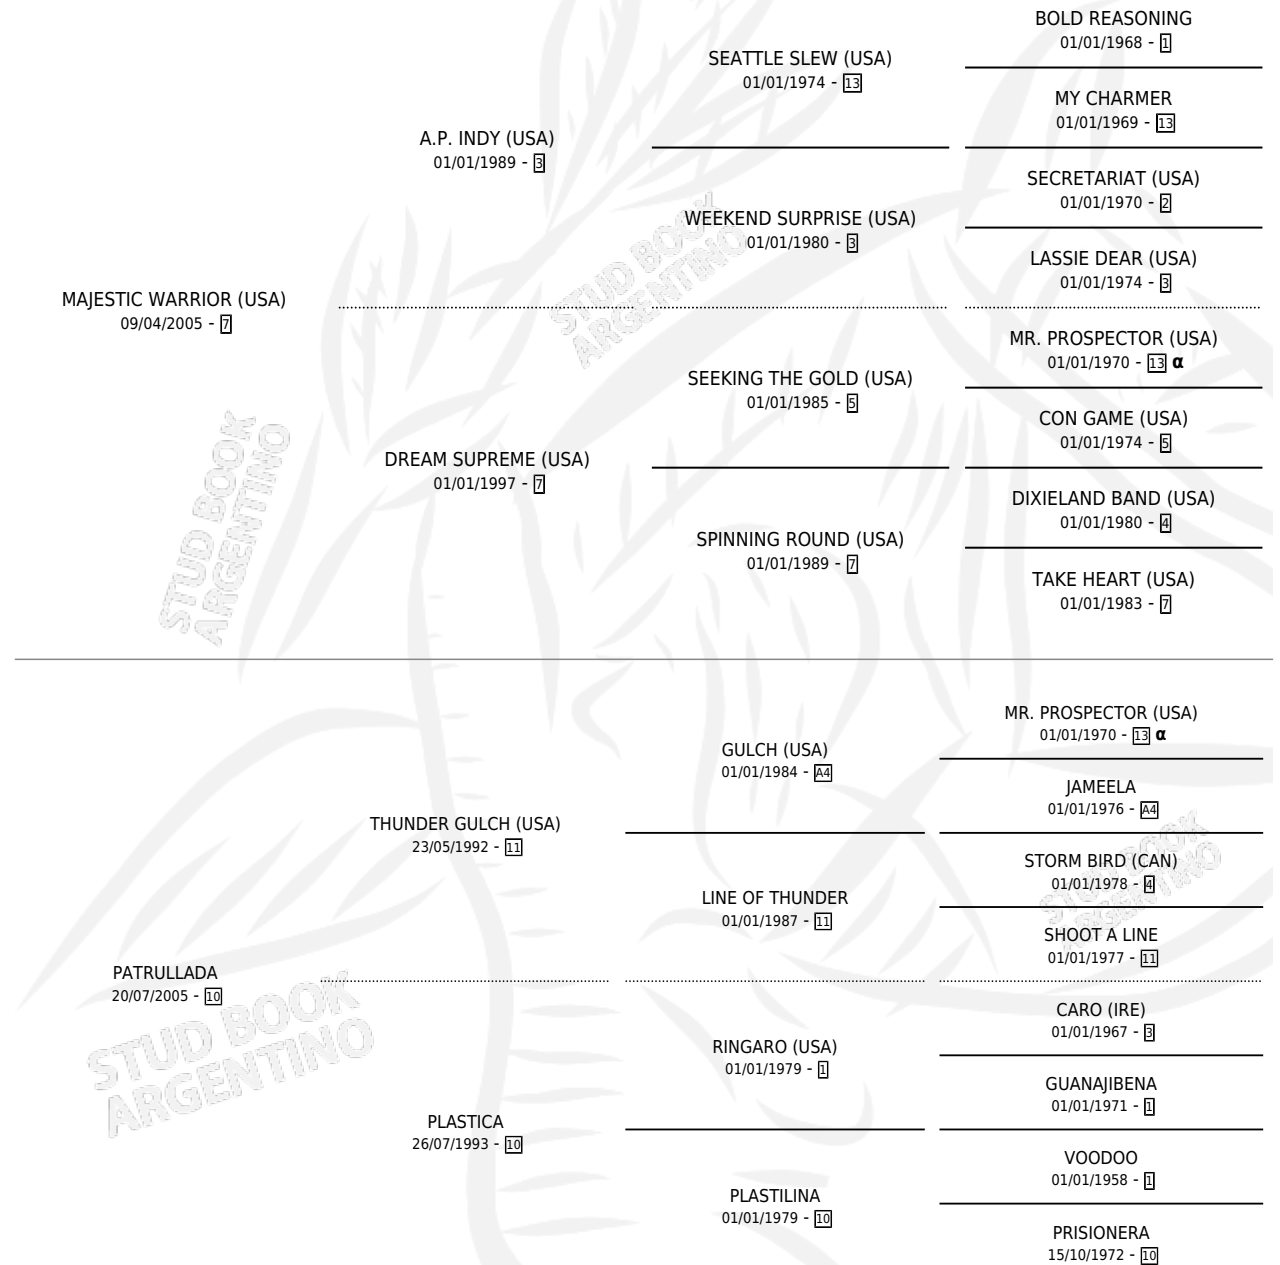 BOLD REASONING
01/01/1968 - 1
SEATTLE SLEW (USA)
01/01/1974 - 13
MY CHARMER
01/01/1969 - 13
A.P. INDY (USA)
01/01/1989 - 3
SECRETARIAT (USA)
01/01/1970 - 2
WEEKEND SURPRISE (USA)
01/01/1980 - 3
LASSIE DEAR (USA)
01/01/1974 - 3
STUD BOOK
ARGENTINO
MAJESTIC WARRIOR (USA)
09/04/2005 - 7
MR. PROSPECTOR (USA)
01/01/1970 - 13 α
SEEKING THE GOLD (USA)
01/01/1985 - 5
CON GAME (USA)
01/01/1974 - 5
DREAM SUPREME (USA)
01/01/1997 - 7
DIXIELAND BAND (USA)
01/01/1980 - 4
SPINNING ROUND (USA)
01/01/1989 - 7
TAKE HEART (USA)
01/01/1983 - 7
STUD BOOK
ARGENTINO
MR. PROSPECTOR (USA)
01/01/1970 - 13 α
GULCH (USA)
01/01/1984 - A4
JAMEELA
01/01/1976 - A4
THUNDER GULCH (USA)
23/05/1992 - 11
STORM BIRD (CAN)
01/01/1978 - 4
LINE OF THUNDER
01/01/1987 - 11
SHOOT A LINE
01/01/1977 - 11
STUD BOOK
ARGENTINO
PATRULLADA
20/07/2005 - 10
CARO (IRE)
01/01/1967 - 3
RINGARO (USA)
01/01/1979 - 1
GUANAJIBENA
01/01/1971 - 1
STUD BOOK
ARGENTINO
PLASTICA
26/07/1993 - 10
VOODOO
01/01/1958 - 1
PLASTILINA
01/01/1979 - 10
PRISIONERA
15/10/1972 - 10